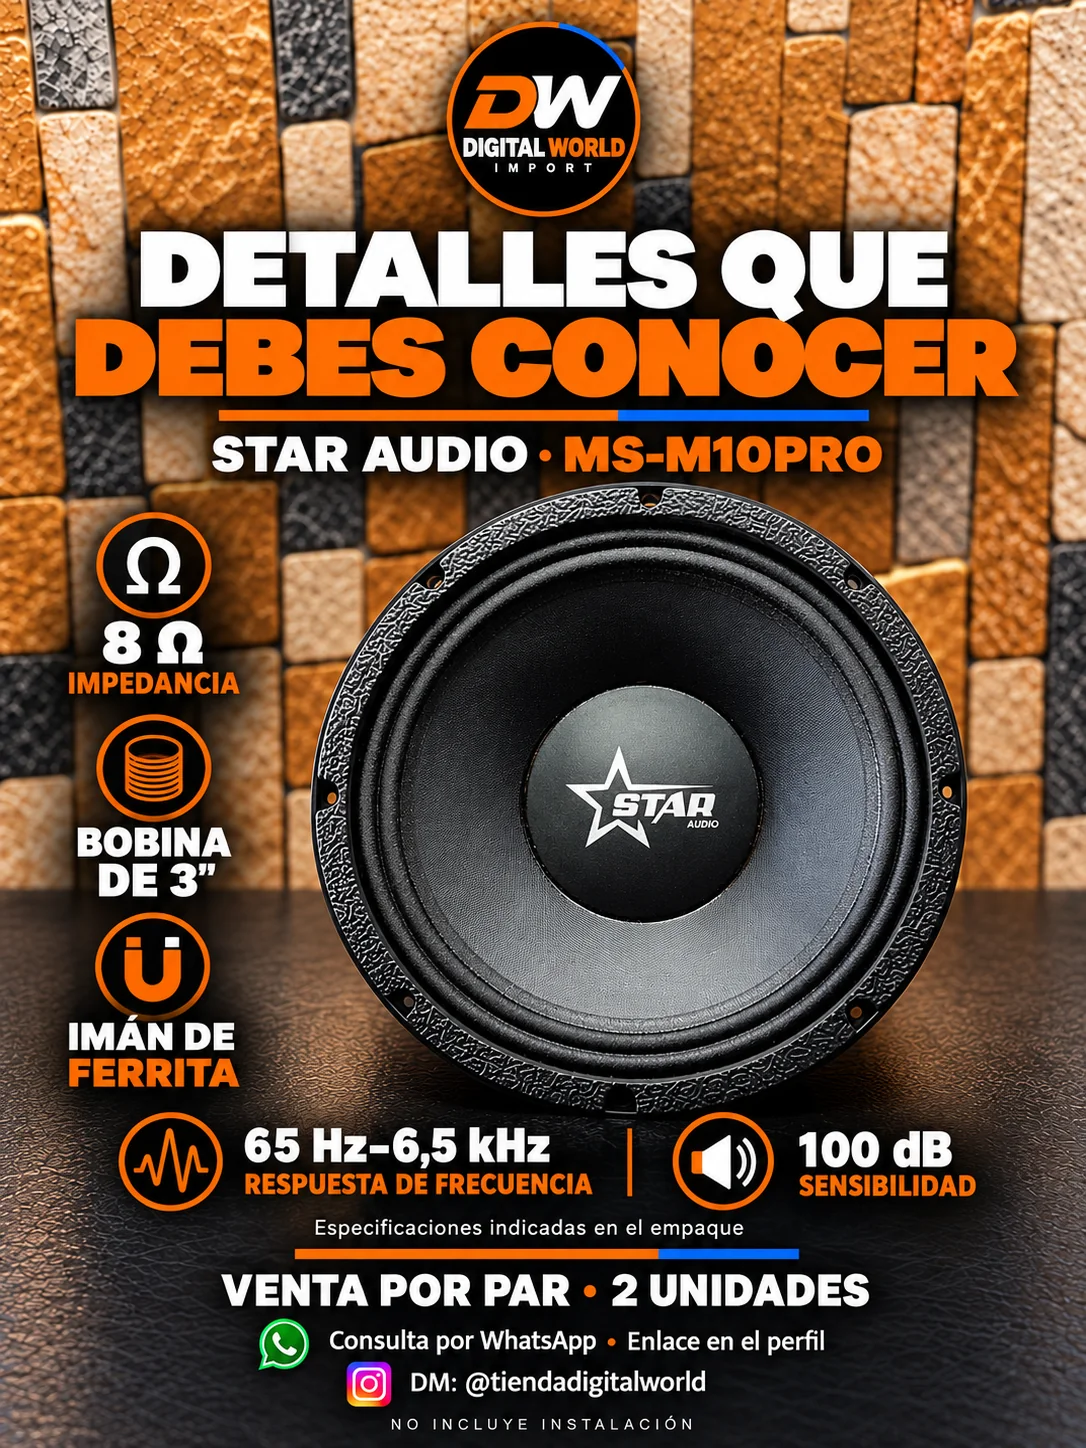 DW
DIGITAL WORLD
IMPORT
DETALLES QUE
DEBES CONOCER
STAR AUDIO • MS-M10PRO
Ω
8 Ω
IMPEDANCIA
BOBINA
DE 3”
IMÁN DE
FERRITA
STAR
AUDIO
65 Hz–6,5 kHz
RESPUESTA DE FRECUENCIA
100 dB
SENSIBILIDAD
Especificaciones indicadas en el empaque
VENTA POR PAR • 2 UNIDADES
Consulta por WhatsApp • Enlace en el perfil
DM: @tiendadigitalworld
NO INCLUYE INSTALACIÓN